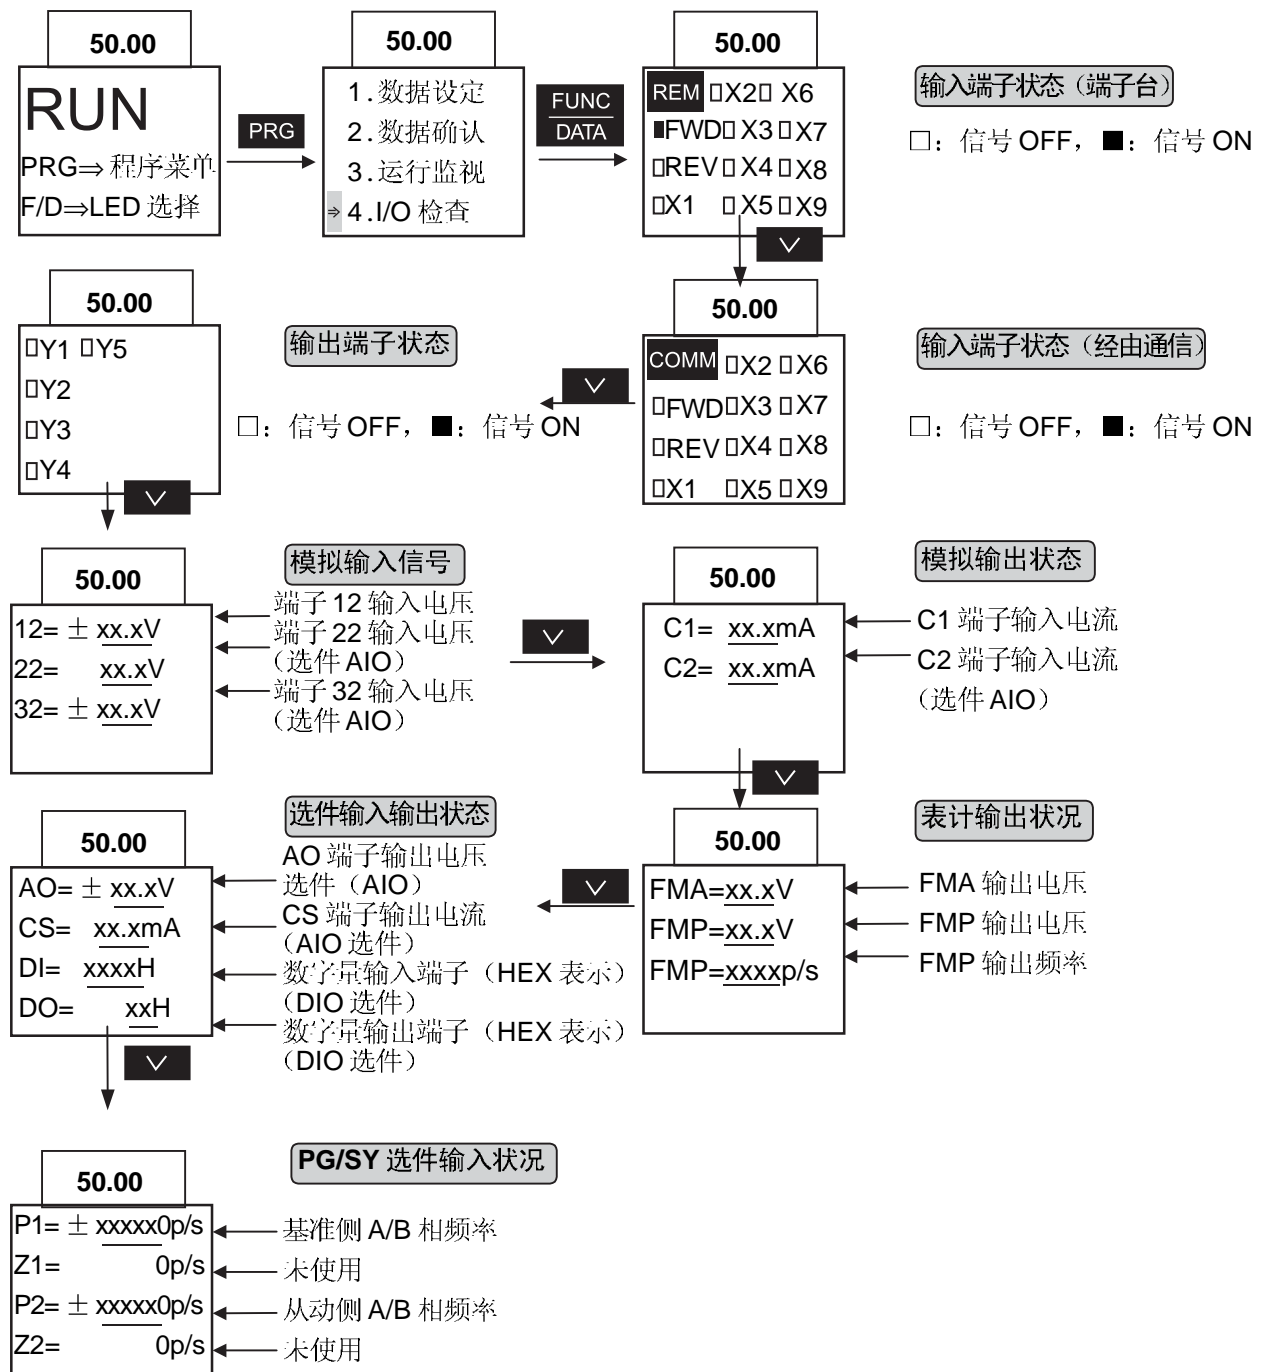 50.00
RUN
PRG⇒程序菜单
F/D⇒LED 选择
PRG
50.00
1.数据设定
2.数据确认
3.运行监视
⇒ 4.I/O 检查
FUNC
DATA
50.00
REM □X2□ X6
■FWD□ X3 □X7
□REV□ X4 □X8
□X1 □X5 □X9
输入端子状态（端子台）
□：信号 OFF，■：信号 ON
50.00
COMM □X2 □X6
□FWD□X3 □X7
□REV □X4 □X8
□X1 □X5 □X9
输入端子状态（经由通信）
□：信号 OFF，■：信号 ON
50.00
□Y1 □Y5
□Y2
□Y3
□Y4
输出端子状态
□：信号 OFF，■：信号 ON
50.00
12= ± xx.xV
22= xx.xV
32= ± xx.xV
模拟输入信号
端子 12 输入电压
端子 22 输入电压
（选件 AIO）
端子 32 输入电压
（选件 AIO）
50.00
C1= xx.xmA
C2= xx.xmA
模拟输出状态
C1 端子输入电流
C2 端子输入电流
（选件 AIO）
50.00
FMA=xx.xV
FMP=xx.xV
FMP=xxxxp/s
表计输出状况
FMA 输出电压
FMP 输出电压
FMP 输出频率
50.00
AO= ± xx.xV
CS= xx.xmA
DI= xxxxH
DO= xxH
选件输入输出状态
AO 端子输出电压
选件（AIO）
CS 端子输出电流
（AIO 选件）
数字量输入端子（HEX 表示）
（DIO 选件）
数字量输出端子（HEX 表示）
（DIO 选件）
50.00
P1= ± xxxxx0p/s
Z1= 0p/s
P2= ± xxxxx0p/s
Z2= 0p/s
PG/SY 选件输入状况
基准侧 A/B 相频率
未使用
从动侧 A/B 相频率
未使用